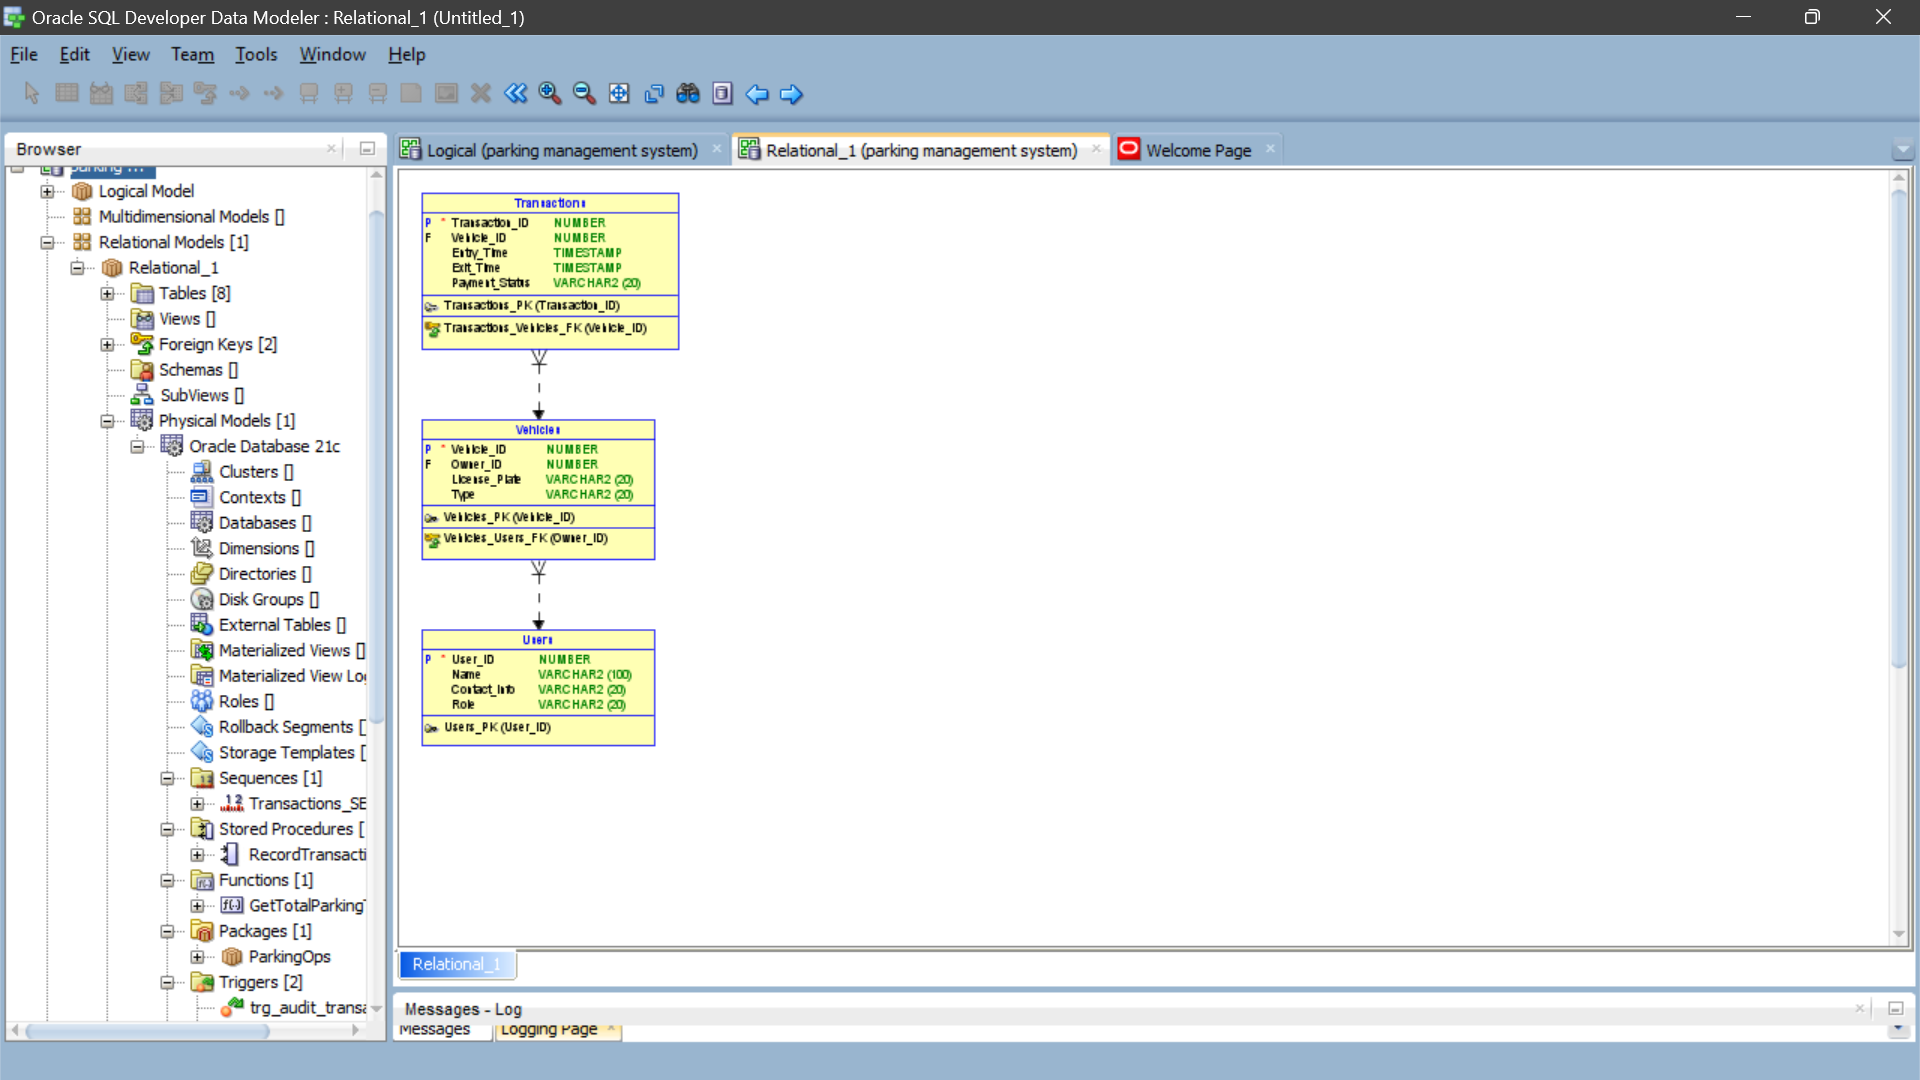 Oracle SQL Developer Data Modeler : Relational_1 (Untitled_1)
File Edit View Team Tools Window Help
Browser
parking ...
Logical Model
Multidimensional Models []
Relational Models [1]
Relational_1
Tables [8]
Views []
Foreign Keys [2]
Schemas []
SubViews []
Physical Models [1]
Oracle Database 21c
Clusters []
Contexts []
Databases []
Dimensions []
Directories []
Disk Groups []
External Tables []
Materialized Views []
Materialized View Lo
Roles []
Rollback Segments [
Storage Templates [
Sequences [1]
Transactions_SE
Stored Procedures [
RecordTransacti
Functions [1]
GetTotalParkingT
Packages [1]
ParkingOps
Triggers [2]
trg_audit_transa
Logical (parking management system)
Relational_1 (parking management system)
Welcome Page
Transactions
P * Transaction_ID NUMBER
F Vehicle_ID NUMBER
Entry_Time TIMESTAMP
Exit_Time TIMESTAMP
Payment_Status VARCHAR2 (20)
Transactions_PK (Transaction_ID)
Transactions_Vehicles_FK (Vehicle_ID)
Vehicles
P * Vehicle_ID NUMBER
F Owner_ID NUMBER
License_Plate VARCHAR2 (20)
Type VARCHAR2 (20)
Vehicles_PK (Vehicle_ID)
Vehicles_Users_FK (Owner_ID)
Users
P * User_ID NUMBER
Name VARCHAR2 (100)
Contact_Info VARCHAR2 (20)
Role VARCHAR2 (20)
Users_PK (User_ID)
Relational_1
Messages - Log
Messages
Logging Page